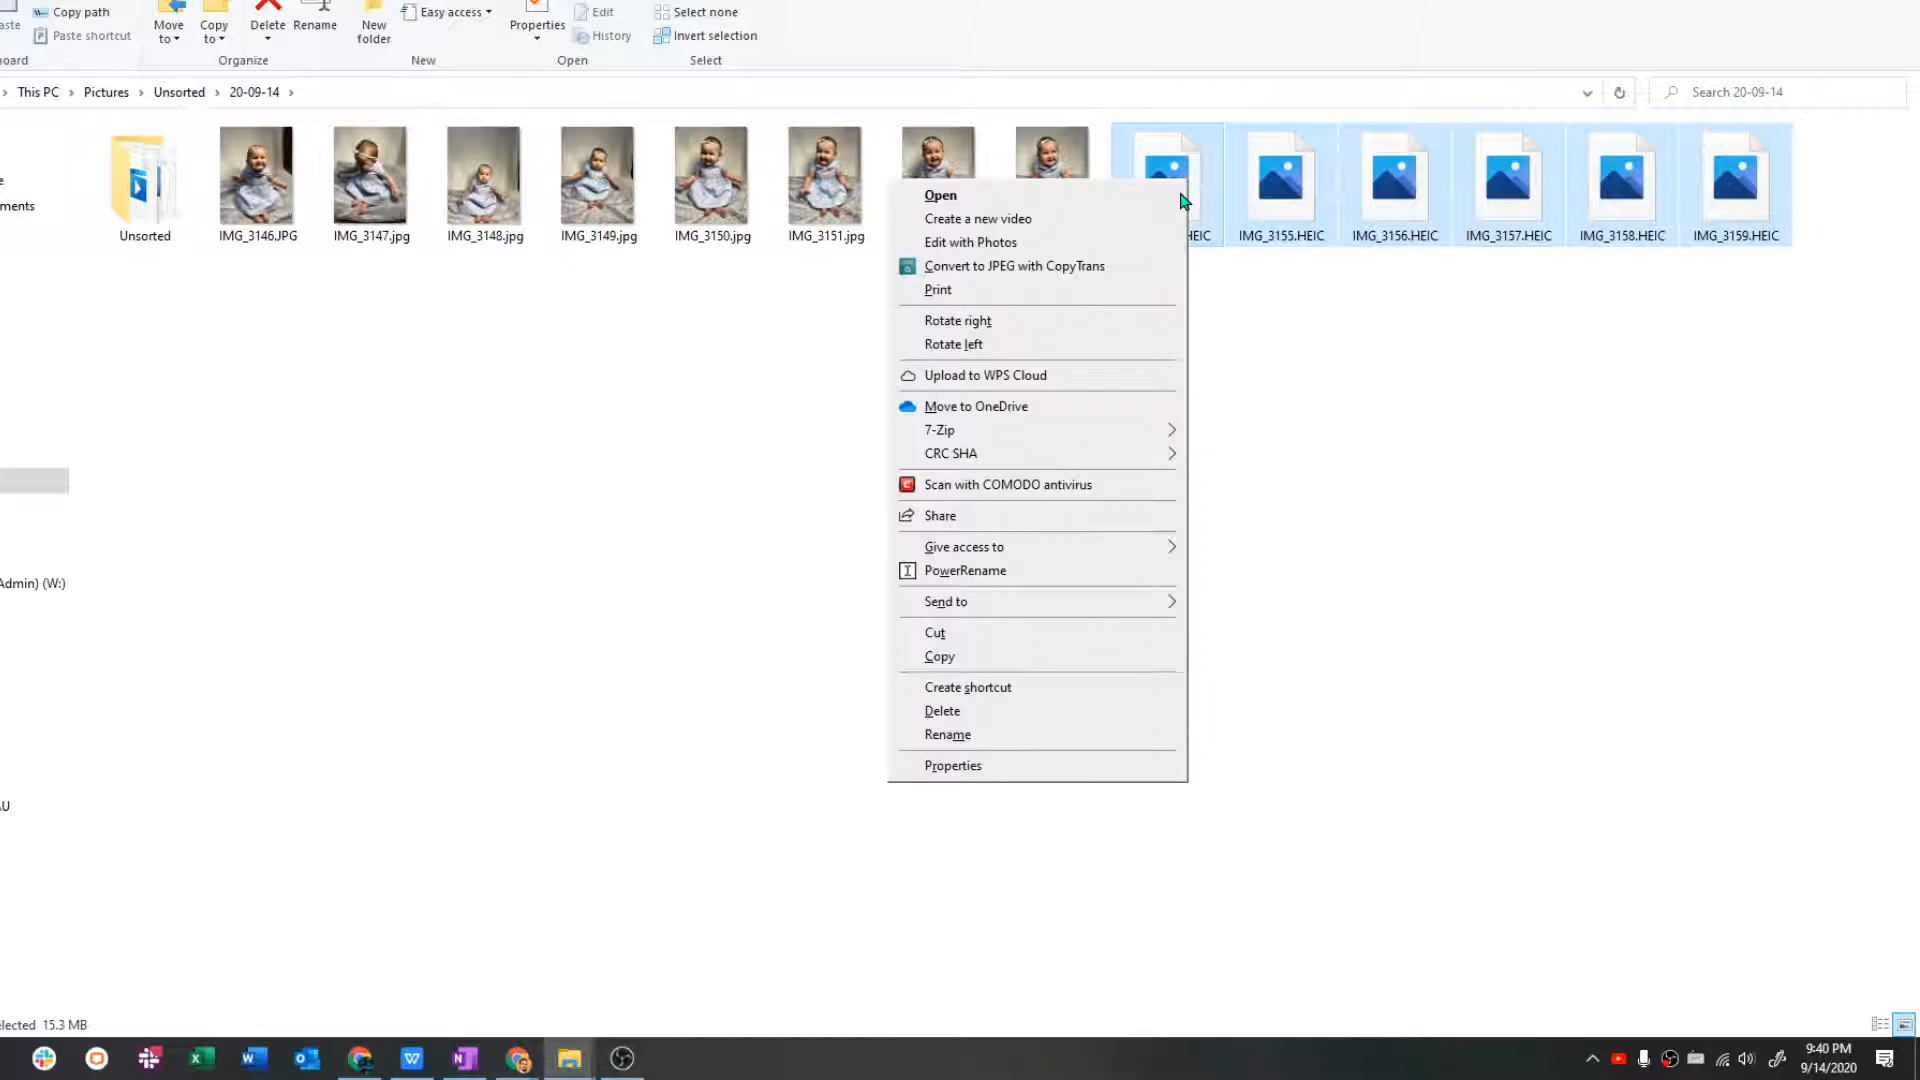 Copy path
Paste shortcut
Move to
Copy to
Delete
Rename
New folder
Easy access
Properties
Edit
History
Select none
Invert selection
Organize
New
Open
Select
This PC > Pictures > Unsorted > 20-09-14 >
Search 20-09-14
Unsorted
IMG_3146.JPG
IMG_3147.jpg
IMG_3148.jpg
IMG_3149.jpg
IMG_3150.jpg
IMG_3151.jpg
HEIC
IMG_3155.HEIC
IMG_3156.HEIC
IMG_3157.HEIC
IMG_3158.HEIC
IMG_3159.HEIC
Open
Create a new video
Edit with Photos
Convert to JPEG with CopyTrans
Print
Rotate right
Rotate left
Upload to WPS Cloud
Move to OneDrive
7-Zip
CRC SHA
Scan with COMODO antivirus
Share
Give access to
PowerRename
Send to
Cut
Copy
Create shortcut
Delete
Rename
Properties
ments
Admin) (W:)
elected 15.3 MB
9:40 PM
9/14/2020